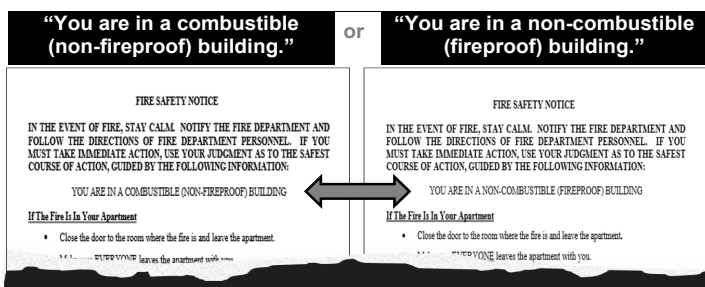 “You are in a combustible
(non-fireproof) building.”
or
“You are in a non-combustible
(fireproof) building.”
FIRE SAFETY NOTICE
IN THE EVENT OF FIRE, STAY CALM. NOTIFY THE FIRE DEPARTMENT AND
FOLLOW THE DIRECTIONS OF FIRE DEPARTMENT PERSONNEL. IF YOU
MUST TAKE IMMEDIATE ACTION, USE YOUR JUDGMENT AS TO THE SAFEST
COURSE OF ACTION, GUIDED BY THE FOLLOWING INFORMATION:
YOU ARE IN A COMBUSTIBLE (NON-FIREPROOF) BUILDING
If The Fire Is In Your Apartment
• Close the door to the room where the fire is and leave the apartment.
EVERYONE leaves the apartment with you.
FIRE SAFETY NOTICE
IN THE EVENT OF FIRE, STAY CALM. NOTIFY THE FIRE DEPARTMENT AND
FOLLOW THE DIRECTIONS OF FIRE DEPARTMENT PERSONNEL. IF YOU
MUST TAKE IMMEDIATE ACTION, USE YOUR JUDGMENT AS TO THE SAFEST
COURSE OF ACTION, GUIDED BY THE FOLLOWING INFORMATION:
YOU ARE IN A NON-COMBUSTIBLE (FIREPROOF) BUILDING
If The Fire Is In Your Apartment
• Close the door to the room where the fire is and leave the apartment.
EVERYONE leaves the apartment with you.